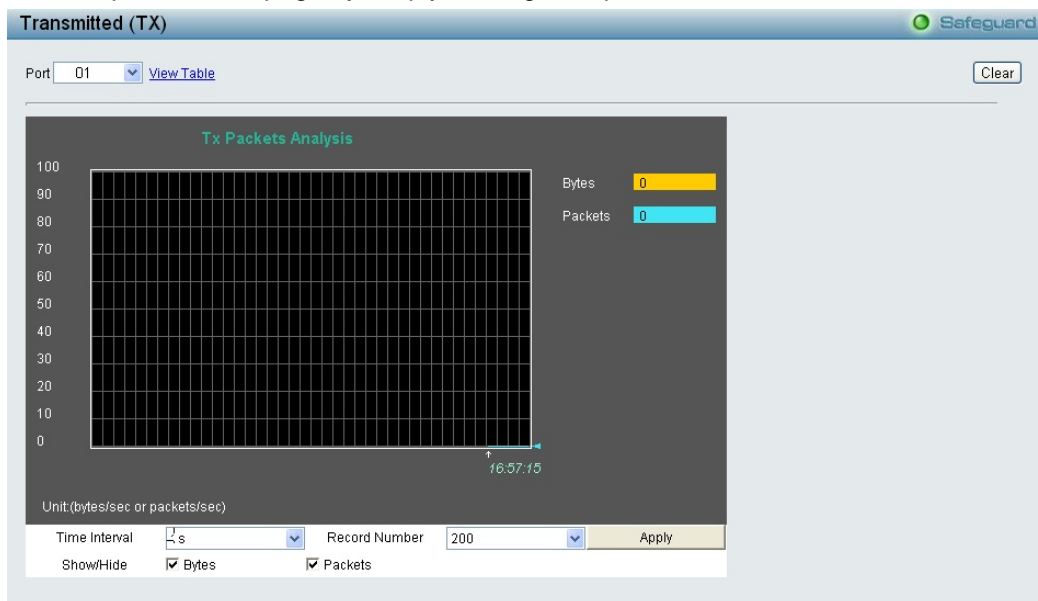 Transmitted (TX)
Safeguard
Port 01 View Table
Clear
Tx Packets Analysis
100
90
80
70
60
50
40
30
20
10
0
Bytes 0
Packets 0
16:57:15
Unit:(bytes/sec or packets/sec)
Time Interval s Record Number 200 Apply
Show/Hide Bytes Packets